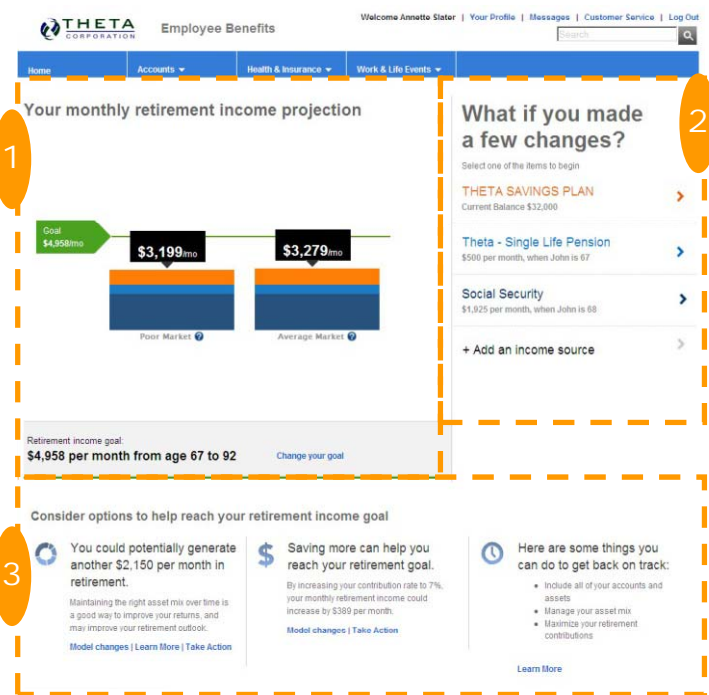 THETA
CORPORATION
Employee Benefits
Welcome Annette Slater | Your Profile | Messages | Customer Service | Log Out
Search
Home
Accounts
Health & Insurance
Work & Life Events
1
Your monthly retirement income projection
Goal
$4,958/mo
$3,199/mo
$3,279/mo
Poor Market ?
Average Market ?
Retirement income goal:
$4,958 per month from age 67 to 92
Change your goal
2
What if you made
a few changes?
Select one of the items to begin
THETA SAVINGS PLAN
Current Balance $32,000
Theta - Single Life Pension
$500 per month, when John is 67
Social Security
$1,925 per month, when John is 68
+ Add an income source
3
Consider options to help reach your retirement income goal
You could potentially generate
another $2,150 per month in
retirement.
Maintaining the right asset mix over time is
a good way to improve your returns, and
may improve your retirement outlook.
Model changes | Learn More | Take Action
$
Saving more can help you
reach your retirement goal.
By increasing your contribution rate to 7%,
your monthly retirement income could
increase by $389 per month.
Model changes | Take Action
Here are some things you
can do to get back on track:
• Include all of your accounts and
assets
• Manage your asset mix
• Maximize your retirement
contributions
Learn More